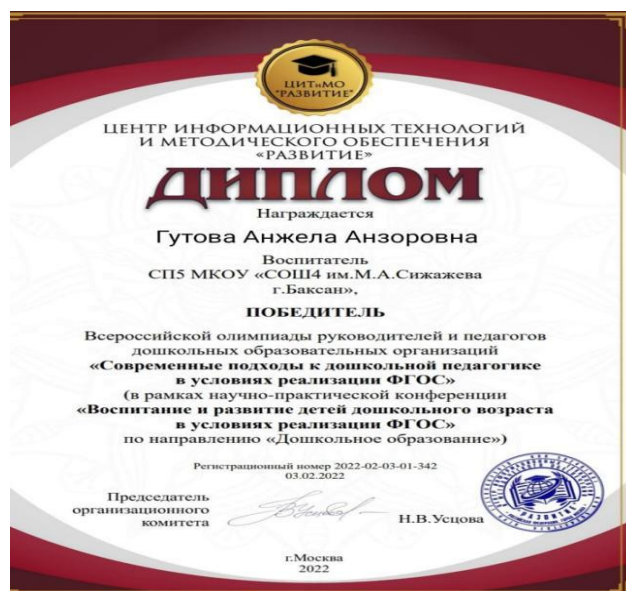 ЦИТиМО
"РАЗВИТИЕ"
ЦЕНТР ИНФОРМАЦИОННЫХ ТЕХНОЛОГИЙ
И МЕТОДИЧЕСКОГО ОБЕСПЕЧЕНИЯ
«РАЗВИТИЕ»
ДИПЛОМ
Награждается
Гутова Анжела Анзоровна
Воспитатель
СП5 МКОУ «СОШ4 им.М.А.Сижажева
г.Баксан»,
ПОБЕДИТЕЛЬ
Всероссийской олимпиады руководителей и педагогов
дошкольных образовательных организаций
«Современные подходы к дошкольной педагогике
в условиях реализации ФГОС»
(в рамках научно-практической конференции
«Воспитание и развитие детей дошкольного возраста
в условиях реализации ФГОС»
по направлению «Дошкольное образование»)
Регистрационный номер 2022-02-03-01-342
03.02.2022
Председатель
организационного
комитета
Н.В.Усцова
РАЗВИТИЕ
г.Москва
2022